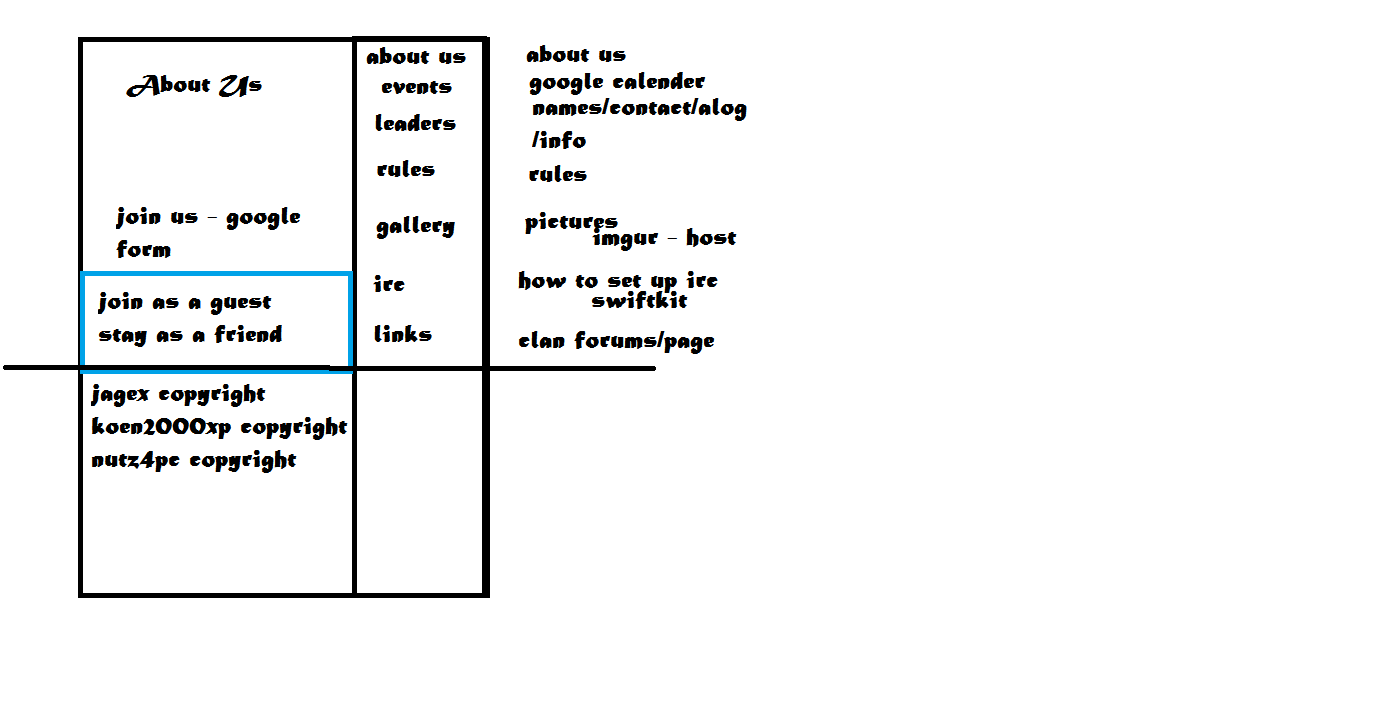 About Us
join us - google
form
join as a guest
stay as a friend
jagex copyright
koen2000xp copyright
nutz4pc copyright
about us
events
leaders
rules
gallery
irc
links
about us
google calender
names/contact/alog
/info
rules
pictures
imgur - host
how to set up irc
swiftkit
clan forums/page